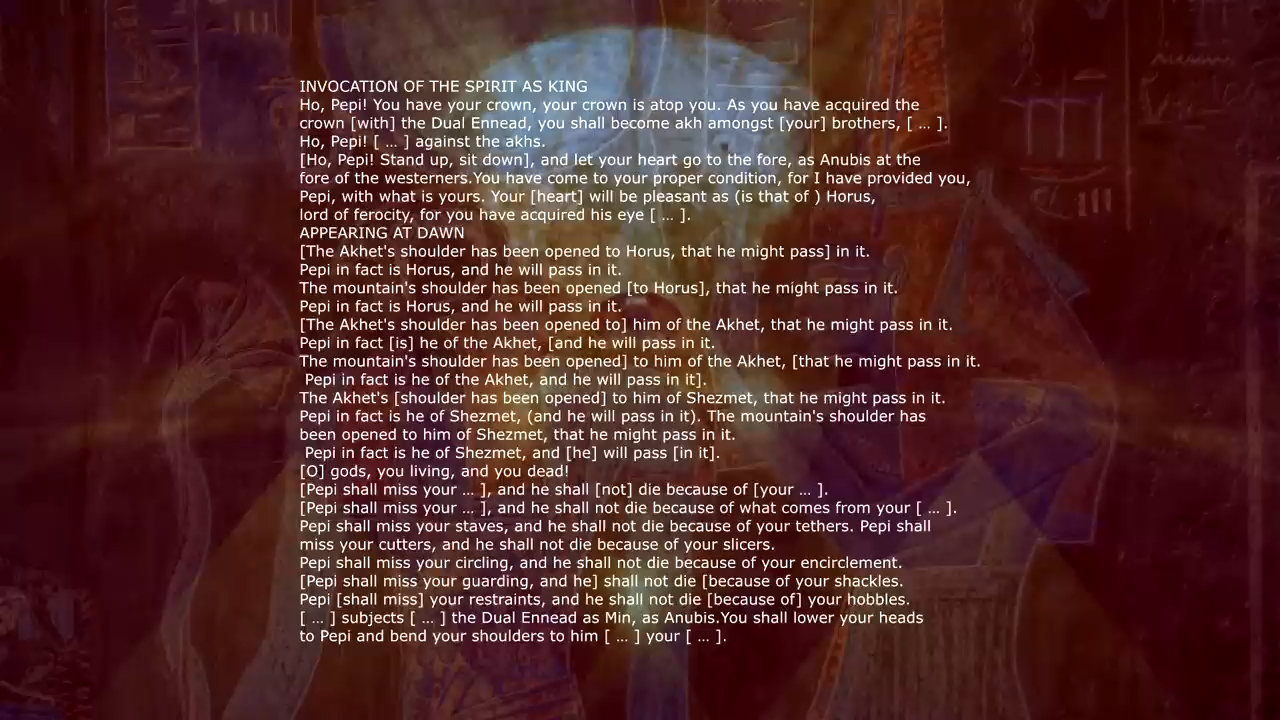 INVOCATION OF THE SPIRIT AS KING
Ho, Pepi! You have your crown, your crown is atop you. As you have acquired the
crown [with] the Dual Ennead, you shall become akh amongst [your] brothers, [ … ].
Ho, Pepi! [ … ] against the akhs.
[Ho, Pepi! Stand up, sit down], and let your heart go to the fore, as Anubis at the
fore of the westerners.You have come to your proper condition, for I have provided you,
Pepi, with what is yours. Your [heart] will be pleasant as (is that of ) Horus,
lord of ferocity, for you have acquired his eye [ … ].
APPEARING AT DAWN
[The Akhet's shoulder has been opened to Horus, that he might pass] in it.
Pepi in fact is Horus, and he will pass in it.
The mountain's shoulder has been opened [to Horus], that he might pass in it.
Pepi in fact is Horus, and he will pass in it.
[The Akhet's shoulder has been opened to] him of the Akhet, that he might pass in it.
Pepi in fact [is] he of the Akhet, [and he will pass in it.
The mountain's shoulder has been opened] to him of the Akhet, [that he might pass in it.
Pepi in fact is he of the Akhet, and he will pass in it].
The Akhet's [shoulder has been opened] to him of Shezmet, that he might pass in it.
Pepi in fact is he of Shezmet, (and he will pass in it). The mountain's shoulder has
been opened to him of Shezmet, that he might pass in it.
Pepi in fact is he of Shezmet, and [he] will pass [in it].
[O] gods, you living, and you dead!
[Pepi shall miss your … ], and he shall [not] die because of [your … ].
[Pepi shall miss your … ], and he shall not die because of what comes from your [ … ].
Pepi shall miss your staves, and he shall not die because of your tethers. Pepi shall
miss your cutters, and he shall not die because of your slicers.
Pepi shall miss your circling, and he shall not die because of your encirclement.
[Pepi shall miss your guarding, and he] shall not die [because of your shackles.
Pepi [shall miss] your restraints, and he shall not die [because of] your hobbles.
[ … ] subjects [ … ] the Dual Ennead as Min, as Anubis.You shall lower your heads
to Pepi and bend your shoulders to him [ … ] your [ … ].